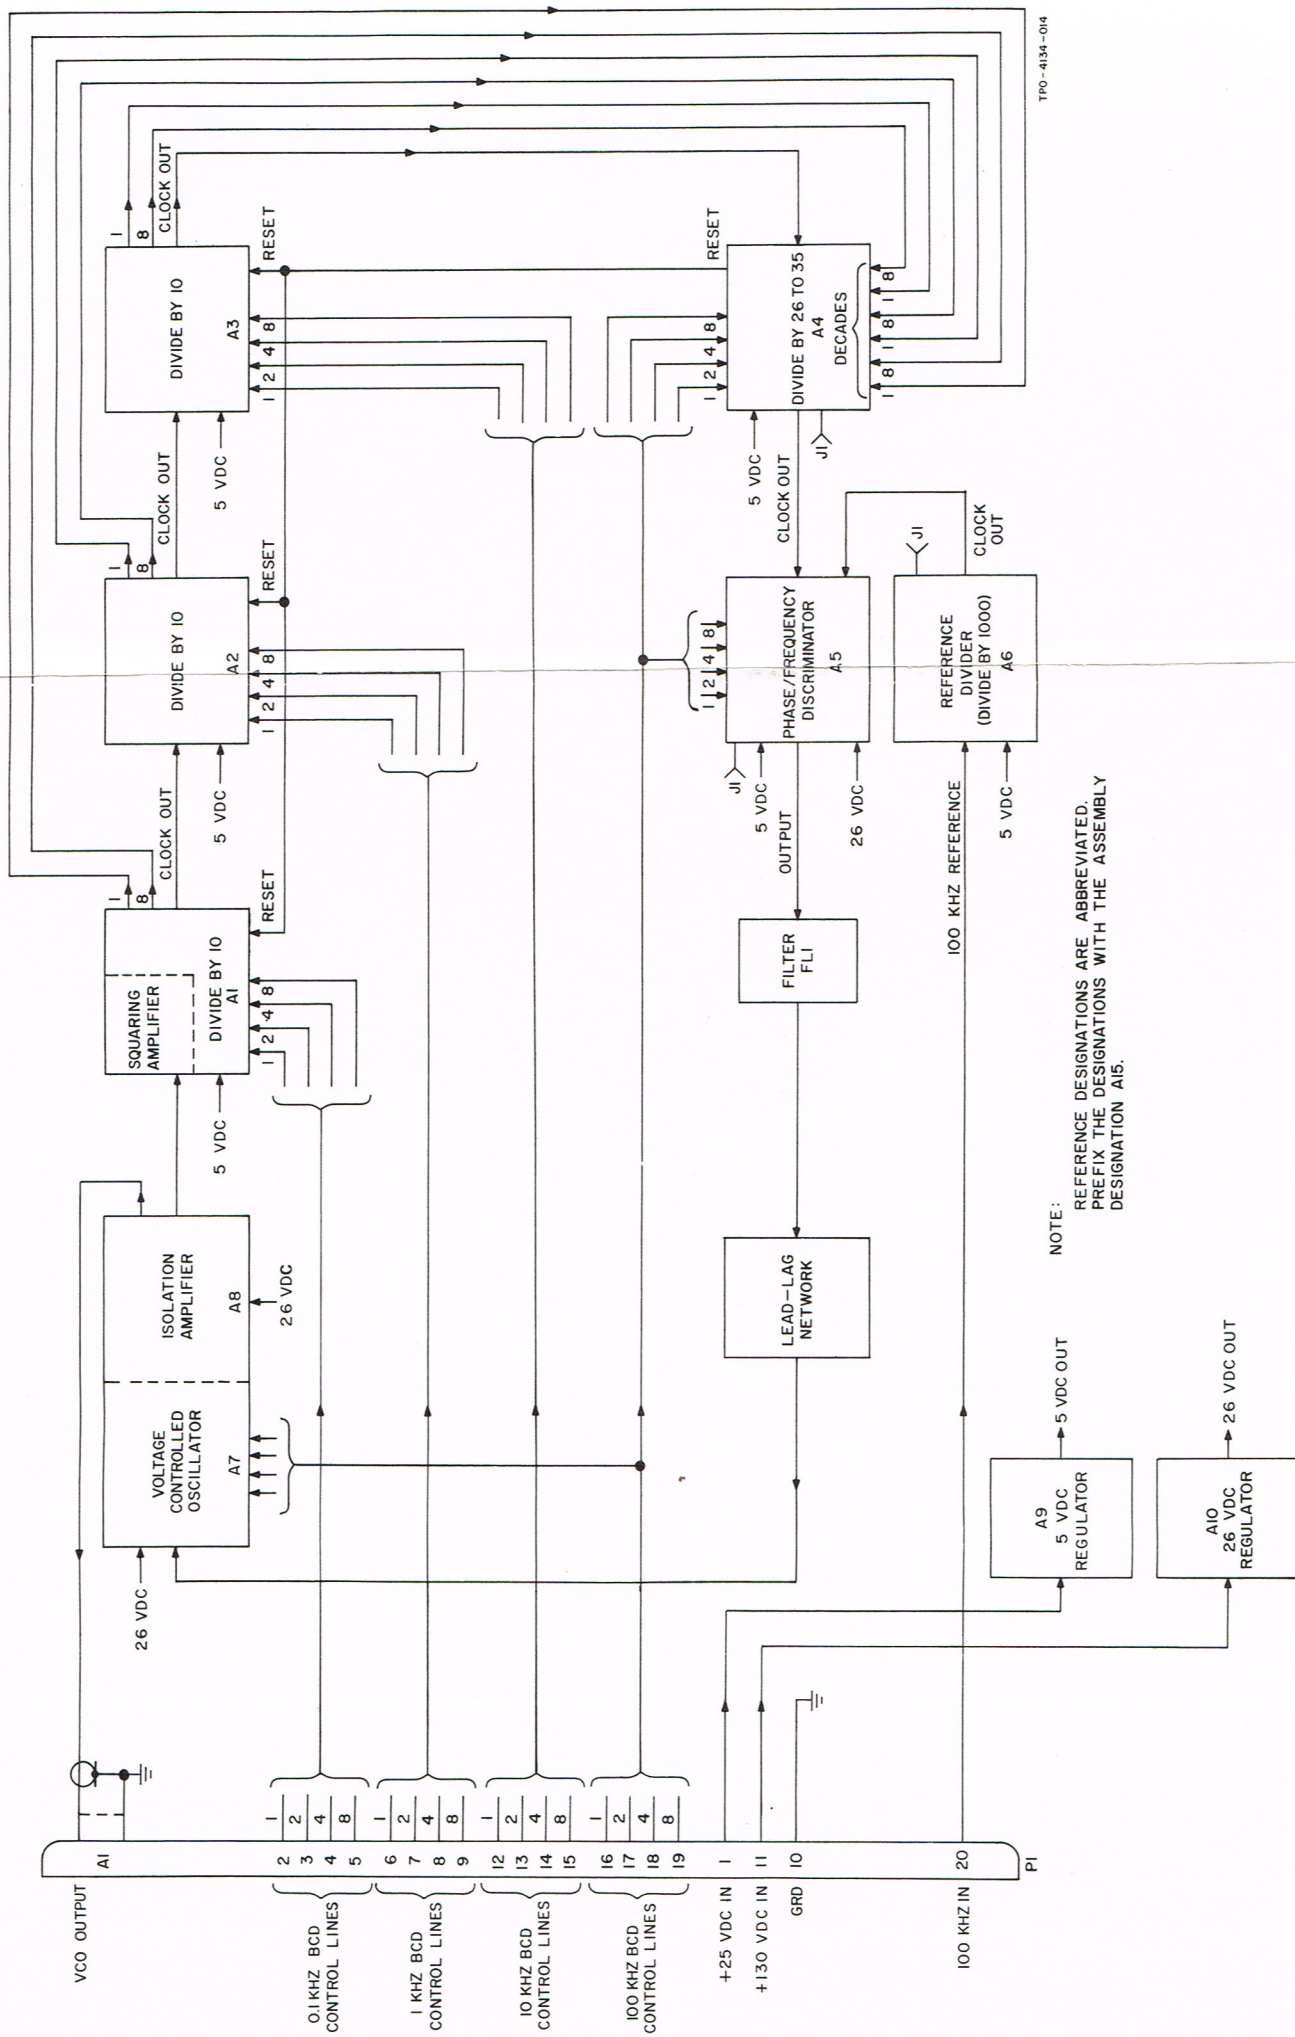 VCO OUTPUT
A1
0.1 KHZ BCD
CONTROL LINES
2
3
4
5
1
2
4
8
1 KHZ BCD
CONTROL LINES
6
7
8
9
1
2
4
8
10 KHZ BCD
CONTROL LINES
12
13
14
15
1
2
4
8
100 KHZ BCD
CONTROL LINES
16
17
18
19
1
2
4
8
+25 VDC IN
1
+130 VDC IN
11
GRD
10
100 KHZ IN
20
P1
26 VDC
VOLTAGE
CONTROLLED
OSCILLATOR
A7
ISOLATION
AMPLIFIER
A8
26 VDC
5 VDC
SQUARING
AMPLIFIER
DIVIDE BY 10
A1
1
2
4
8
RESET
1
8
CLOCK OUT
5 VDC
DIVIDE BY 10
A2
1
2
4
8
RESET
1
8
CLOCK OUT
5 VDC
DIVIDE BY 10
A3
1
2
4
8
RESET
1
8
CLOCK OUT
LEAD-LAG
NETWORK
FILTER
FL1
OUTPUT
J1
5 VDC
26 VDC
PHASE/FREQUENCY
DISCRIMINATOR
A5
1
2
4
8
CLOCK OUT
5 VDC
J1
DIVIDE BY 26 TO 35
A4
DECADES
1
2
4
8
RESET
1
8
1
8
1
8
100 KHZ REFERENCE
5 VDC
REFERENCE
DIVIDER
(DIVIDE BY 1000)
A6
J1
CLOCK
OUT
A9
5 VDC
REGULATOR
5 VDC OUT
A10
26 VDC
REGULATOR
26 VDC OUT
NOTE:
REFERENCE DESIGNATIONS ARE ABBREVIATED.
PREFIX THE DESIGNATIONS WITH THE ASSEMBLY
DESIGNATION A15.
TPO-4134-014